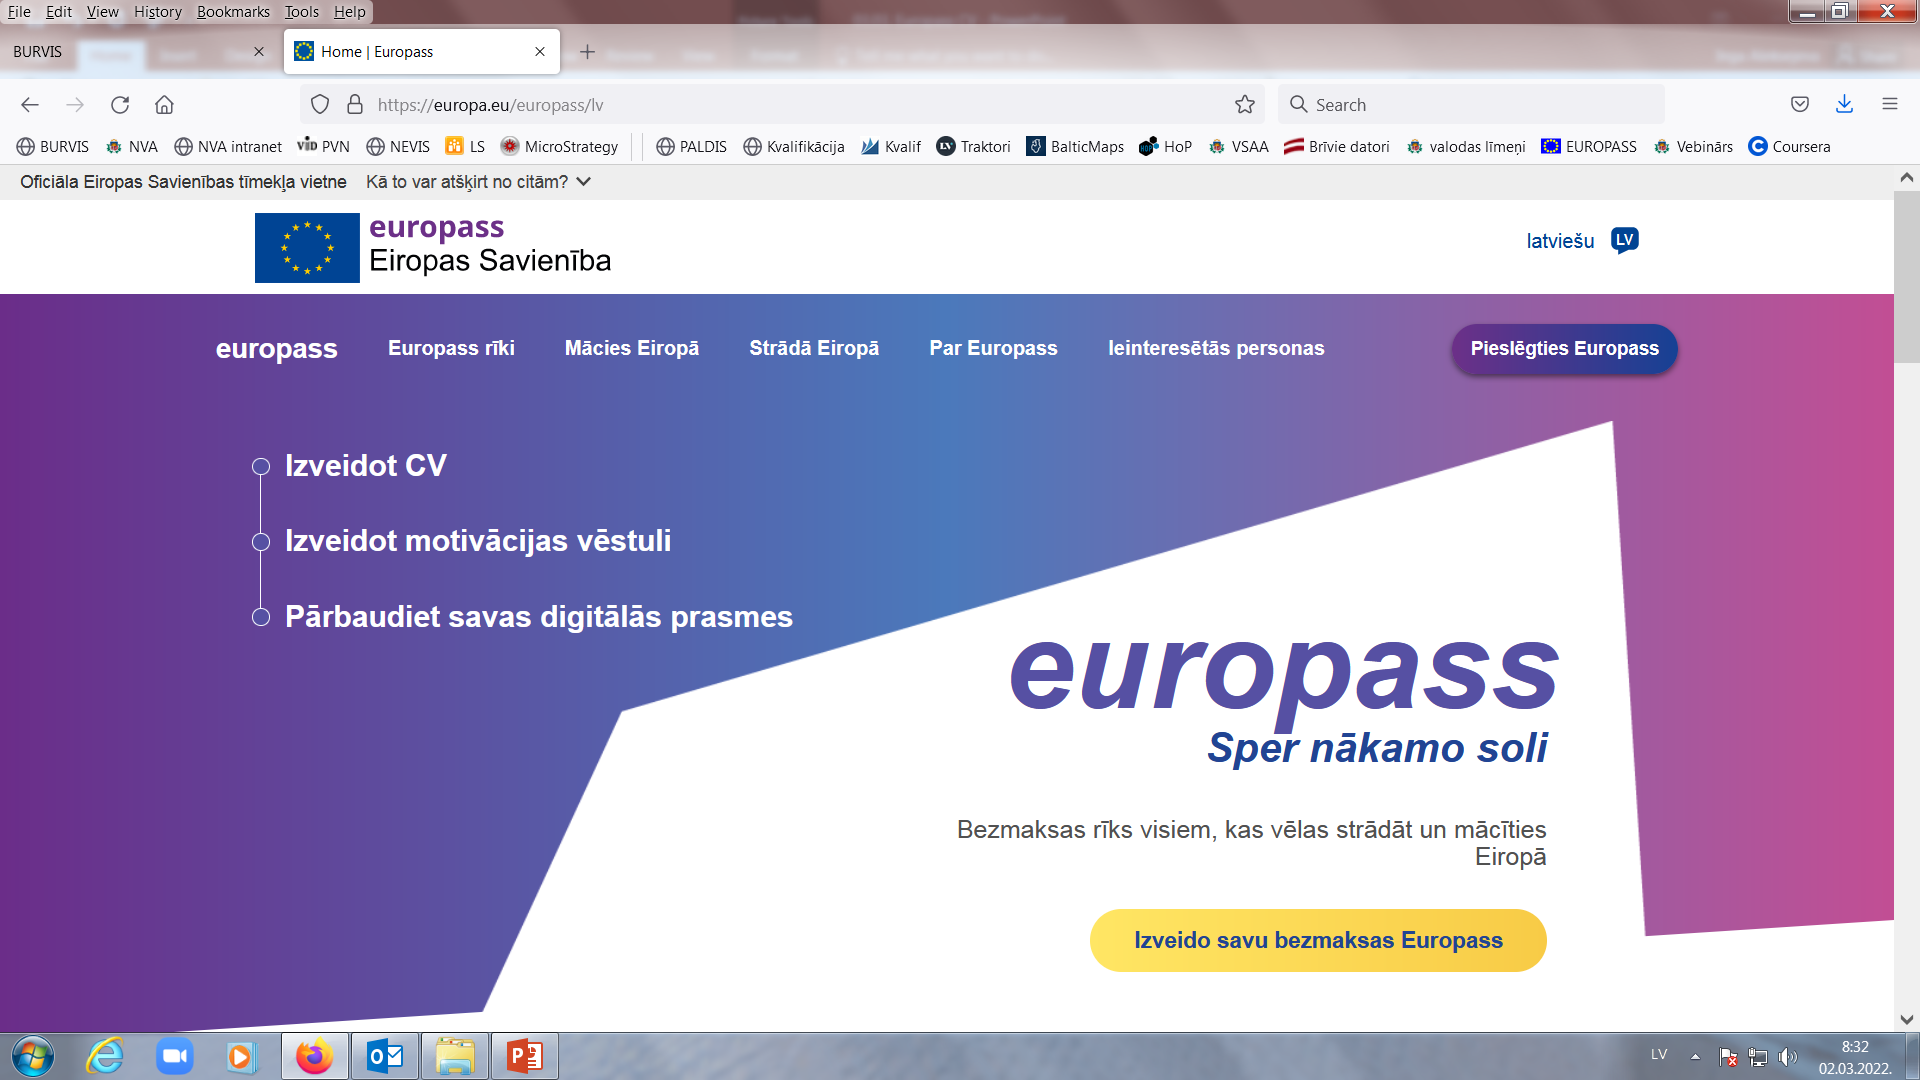 File Edit View History Bookmarks Tools Help
BURVIS
Home | Europass
https://europa.eu/europass/lv
Search
BURVIS NVA NVA intranet VID PVN NEVIS LS MicroStrategy PALDIS Kvalifikācija Kvalif LV Traktori BalticMaps HOP HoP VSAA Brīvie datori valodas līmeņi EUROPASS Vebinārs Coursera
Oficiāla Eiropas Savienības tīmekļa vietne Kā to var atšķirt no citām?
europass
Eiropas Savienība
latviešu LV
europass Europass rīki Mācies Eiropā Strādā Eiropā Par Europass Ieinteresētās personas Pieslēgties Europass
Izveidot CV
Izveidot motivācijas vēstuli
Pārbaudiet savas digitālās prasmes
europass
Sper nākamo soli
Bezmaksas rīks visiem, kas vēlas strādāt un mācīties
Eiropā
Izveido savu bezmaksas Europass
LV
8:32
02.03.2022.